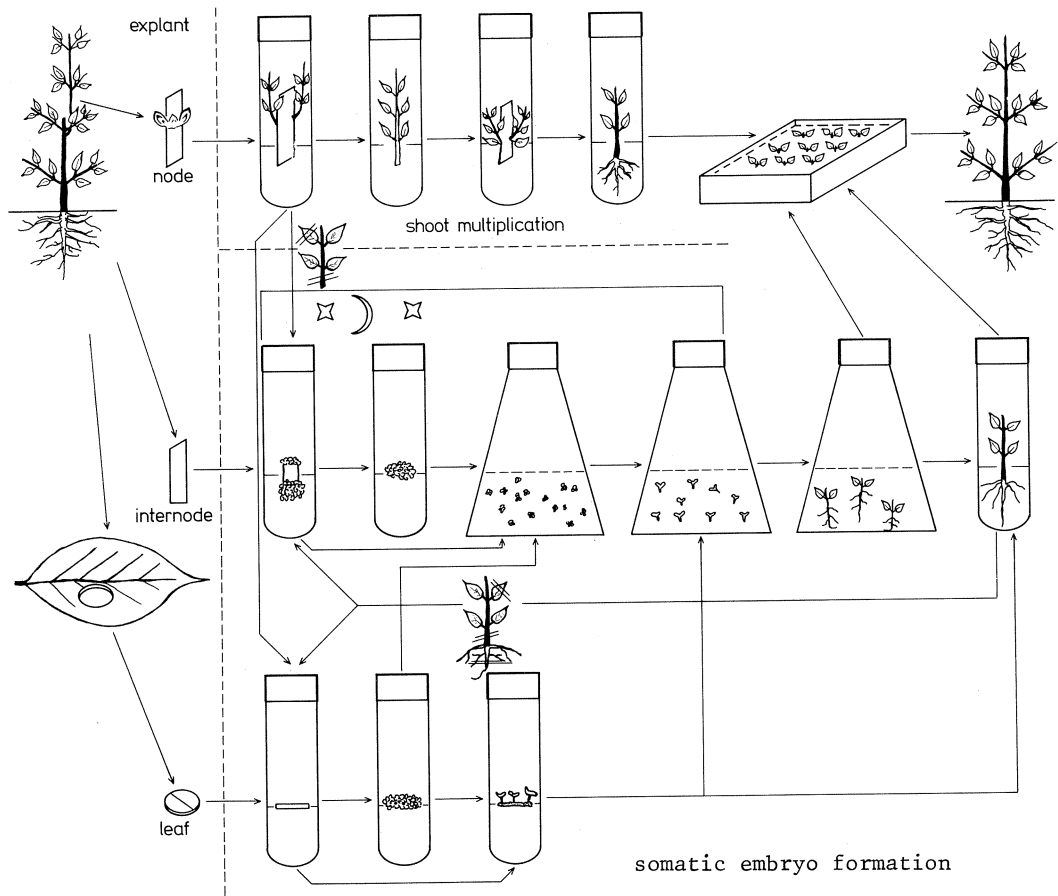 explant
node
shoot multiplication
internode
leaf
somatic embryo formation